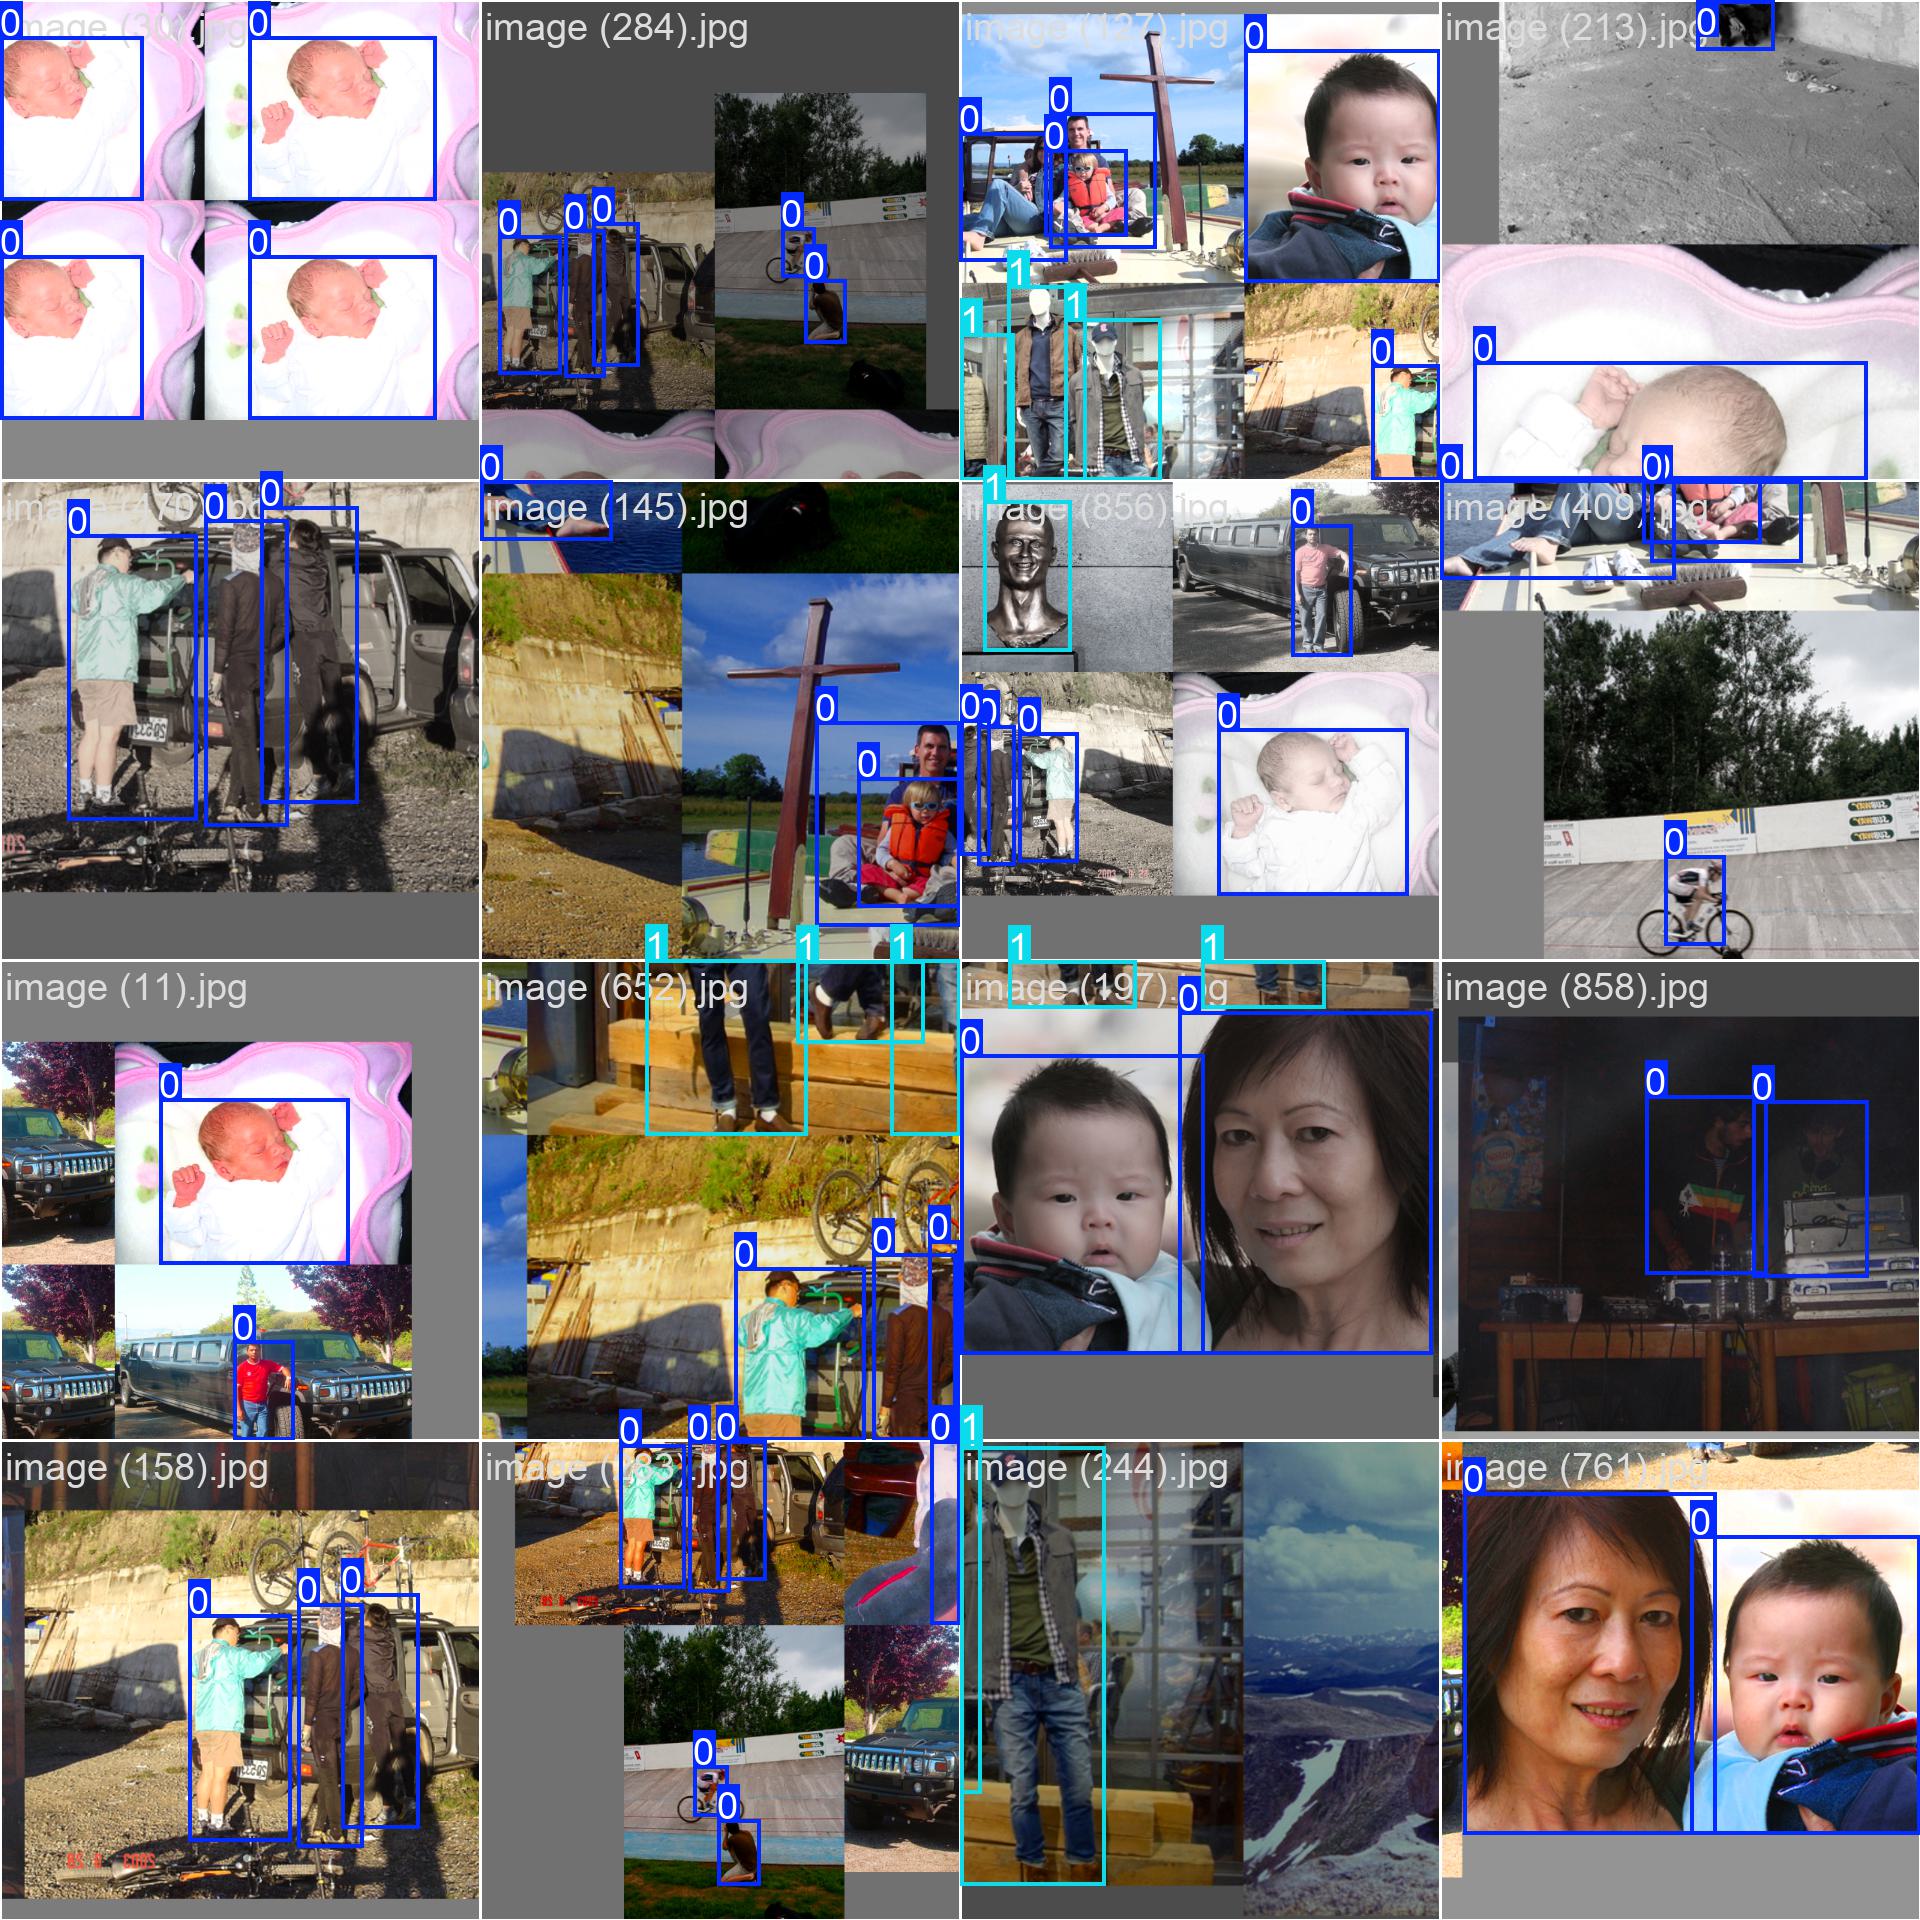 image (30).jpg
image (284).jpg
image (127).jpg
image (213).jpg
0 0
0 0
0 0 0 0 0
0
0 0 0 0
1 1 1
0
0
0
0 0 0
image (470).jpg
image (145).jpg
image (856).jpg
image (409).jpg
0 0 0
0 0
1 0
0 0 0 0
0
image (11).jpg
image (652).jpg
image (197).jpg
image (858).jpg
0
0
1 1 1
0 0 0
1 1
0 0
0 0
image (158).jpg
image (283).jpg
image (244).jpg
image (761).jpg
0 0 0
0 0 0 0
0 0
1
0 0